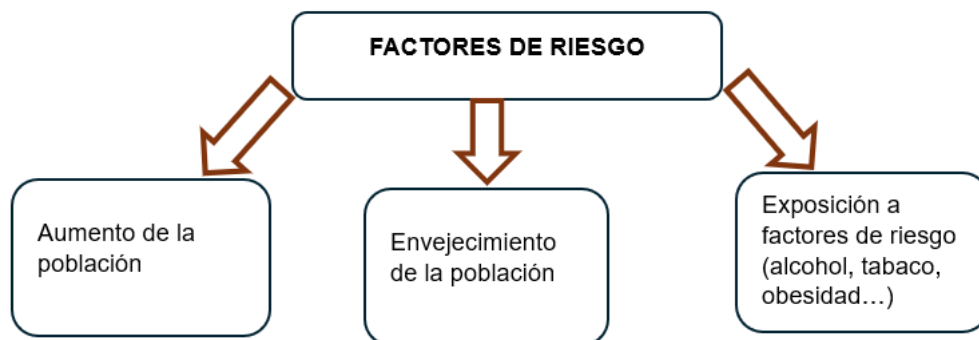 FACTORES DE RIESGO
Aumento de la
población
Envejecimiento
de la población
Exposición a
factores de riesgo
(alcohol, tabaco,
obesidad…)